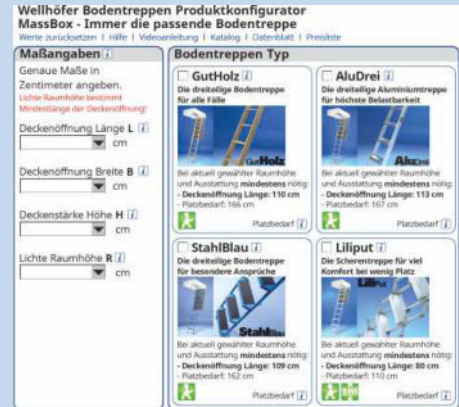 Wellhöfer Bodentreppen Produktkonfigurator
MassBox - Immer die passende Bodentreppe
Werte zurücksetzen I Hilfe I Videoanleitung I Katalog I Datenblatt I Preisliste
Maßangaben i
Genaue Maße in
Zentimeter angeben.
Lichte Raumhöhe bestimmt
Mindestlänge der Deckenöffnung!
Deckenöffnung Länge L i
cm
Deckenöffnung Breite B i
cm
Deckenstärke Höhe H i
cm
Lichte Raumhöhe R i
cm
Bodentreppen Typ
GutHolz i
Die dreiteilige Bodentreppe
für alle Fälle
GutHolz
Bei aktuell gewählter Raumhöhe
und Ausstattung mindestens nötig:
- Deckenöffnung Länge: 110 cm
- Platzbedarf: 166 cm
Platzbedarf i
AluDrei i
Die dreiteilige Aluminiumtreppe
für höchste Belastbarkeit
AluDrei
Bei aktuell gewählter Raumhöhe
und Ausstattung mindestens nötig:
- Deckenöffnung Länge: 113 cm
- Platzbedarf: 167 cm
Platzbedarf i
StahlBlau i
Die dreiteilige Bodentreppe
für besondere Ansprüche
StahlBlau
Bei aktuell gewählter Raumhöhe
und Ausstattung mindestens nötig:
- Deckenöffnung Länge: 109 cm
- Platzbedarf: 162 cm
Platzbedarf i
Liliput i
Die Scherentreppe für viel
Komfort bei wenig Platz
LiliPut
Bei aktuell gewählter Raumhöhe
und Ausstattung mindestens nötig:
- Deckenöffnung Länge: 80 cm
- Platzbedarf: 110 cm
Platzbedarf i